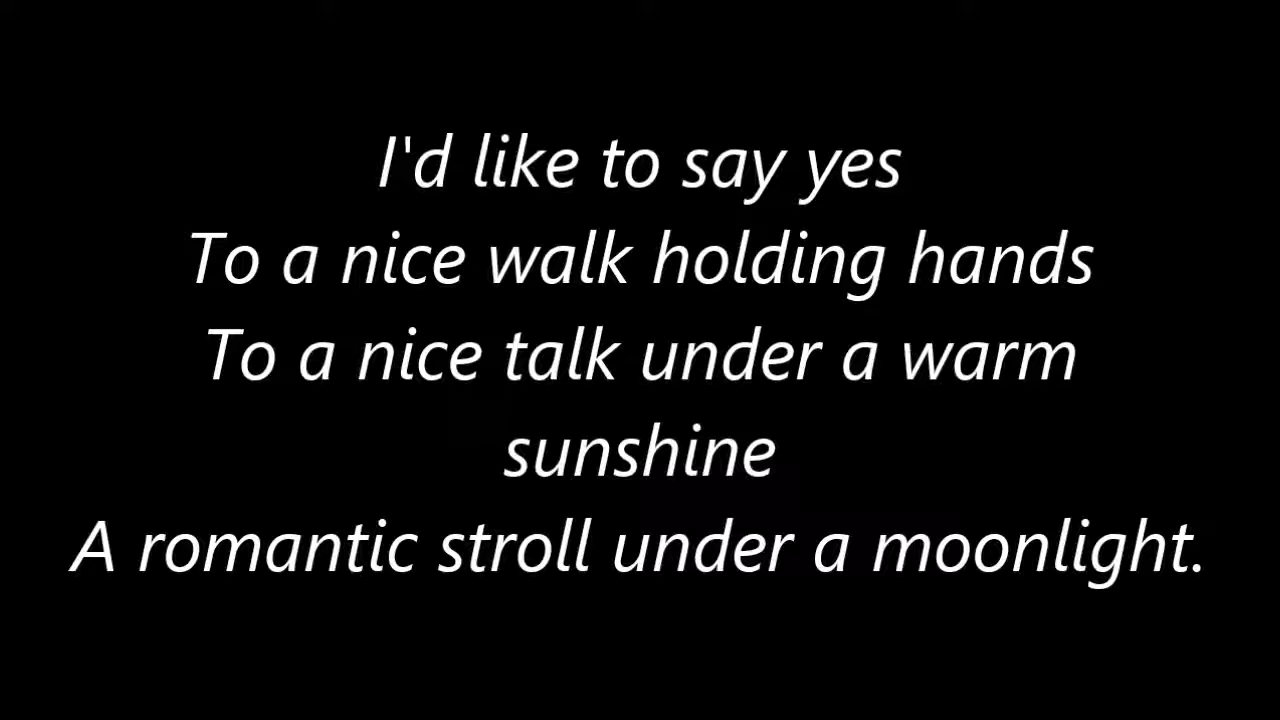 I'd like to say yes
To a nice walk holding hands
To a nice talk under a warm
sunshine
A romantic stroll under a moonlight.